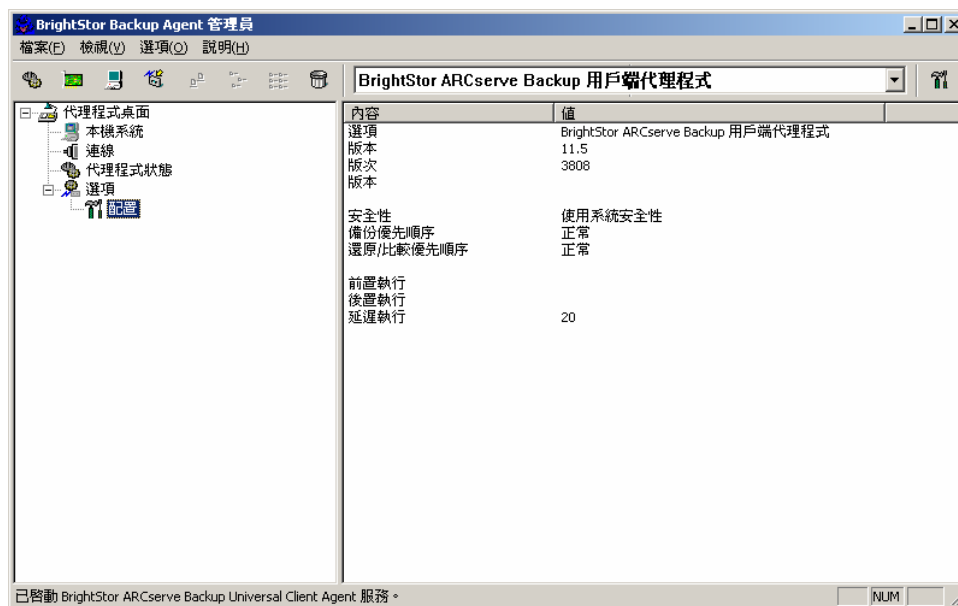 BrightStor Backup Agent 管理員
檔案(F) 檢視(V) 選項(O) 說明(H)
BrightStor ARCserve Backup 用戶端代理程式
代理程式桌面
本機系統
連線
代理程式狀態
選項
配置
內容 值
選項 BrightStor ARCserve Backup 用戶端代理程式
版本 11.5
版次 3808
版本
安全性 使用系統安全性
備份優先順序 正常
還原/比較優先順序 正常
前置執行
後置執行
延遲執行 20
已啓動 BrightStor ARCserve Backup Universal Client Agent 服務。
NUM